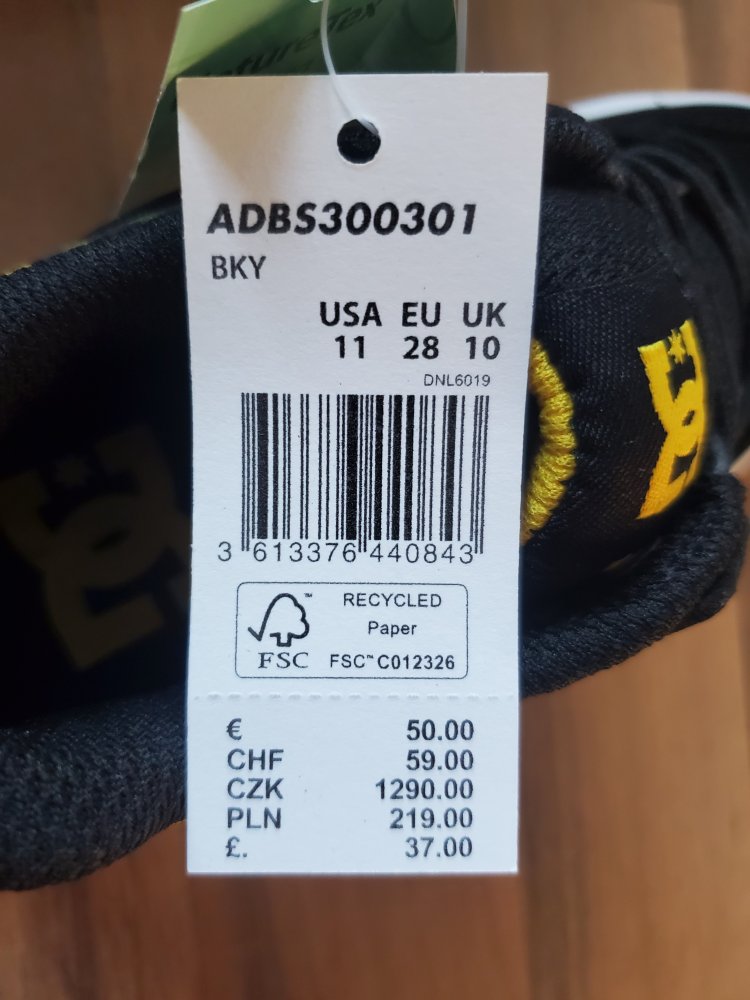 ADBS300301
BKY
USA EU UK
11 28 10
DNL6019
3 613376 440843
FSC™
RECYCLED
Paper
FSC™ C012326
€ 50.00
CHF 59.00
CZK 1290.00
PLN 219.00
£. 37.00